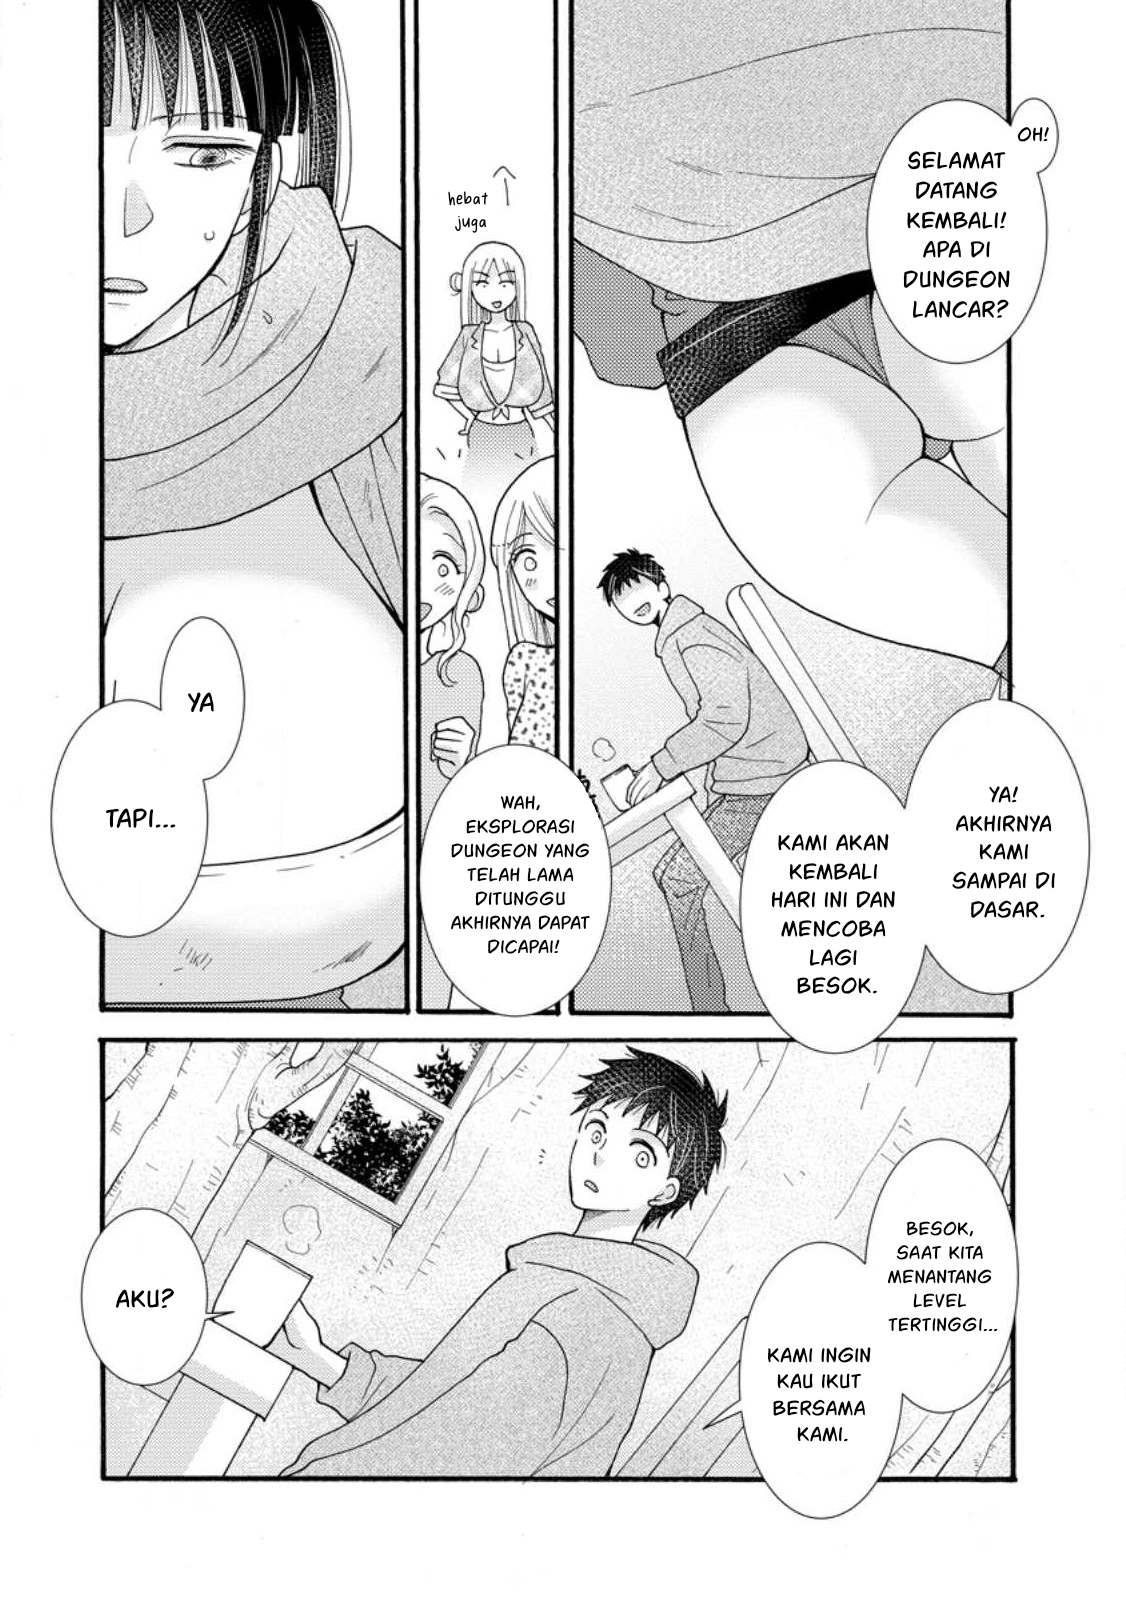 OH!
SELAMAT
DATANG
KEMBALI!
APA DI
DUNGEON
LANCAR?
YA!
AKHIRNYA
KAMI
SAMPAI DI
DASAR.
KAMI AKAN
KEMBALI
HARI INI DAN
MENCOBA
LAGI
BESOK.
hebat
juga
WAH,
EKSPLORASI
DUNGEON YANG
TELAH LAMA
DITUNGGU
AKHIRNYA DAPAT
DICAPAI!
YA
TAPI...
BESOK,
SAAT KITA
MENANTANG
LEVEL
TERTINGGI...
KAMI INGIN
KAU IKUT
BERSAMA
KAMI.
AKU?